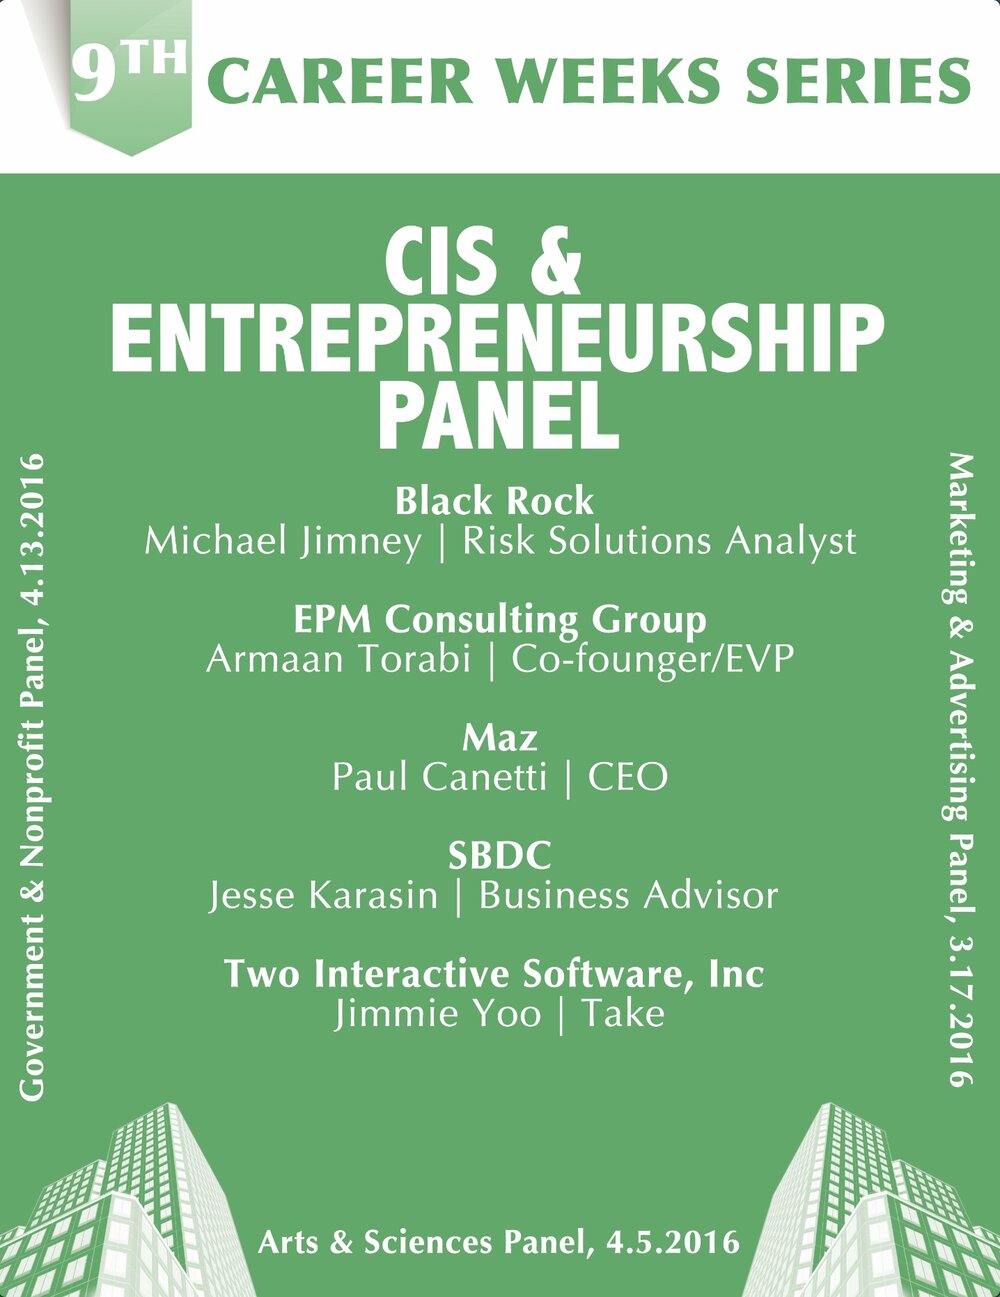 9TH CAREER WEEKS SERIES
CIS &
ENTREPRENEURSHIP
PANEL
Black Rock
Michael Jimney | Risk Solutions Analyst
EPM Consulting Group
Armaan Torabi | Co-founger/EVP
Maz
Paul Canetti | CEO
SBDC
Jesse Karasin | Business Advisor
Two Interactive Software, Inc
Jimmie Yoo | Take
Government & Nonprofit Panel, 4.13.2016
Marketing & Advertising Panel, 3.17.2016
Arts & Sciences Panel, 4.5.2016